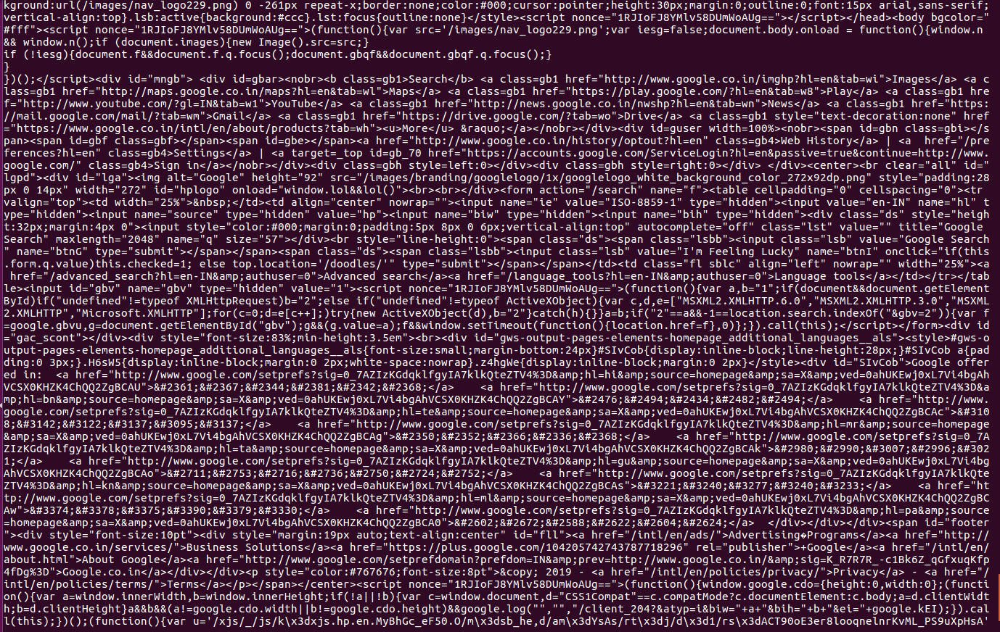 kground:url(/images/nav_logo229.png) 0 -261px repeat-x;border:none;color:#000;cursor:pointer;height:30px;margin:0;outline:0;font:15px arial,sans-serif;
vertical-align:top}.lsb:active{background:#ccc}.lst:focus{outline:none}</style><script nonce="1RJIoFJ8YMlv58DUmWoAUg=="></script></head><body bgcolor="
#fff"><script nonce="1RJIoFJ8YMlv58DUmWoAUg==">(function(){var src='/images/nav_logo229.png';var iesg=false;document.body.onload = function(){window.n
&& window.n();if (document.images){new Image().src=src;}
if (!iesg){document.f&&document.f.q.focus();document.gbqf&&document.gbqf.q.focus();}
}
})();</script><div id="mngb"> <div id=gbar><nobr><b class=gb1>Search</b> <a class=gb1 href="http://www.google.co.in/imghp?hl=en&tab=wi">Images</a> <a c
lass=gb1 href="http://maps.google.co.in/maps?hl=en&tab=wl">Maps</a> <a class=gb1 href="https://play.google.com/?hl=en&tab=w8">Play</a> <a class=gb1 hre
f="http://www.youtube.com/?gl=IN&tab=w1">YouTube</a> <a class=gb1 href="http://news.google.co.in/nwshp?hl=en&tab=wn">News</a> <a class=gb1 href="https:
//mail.google.com/mail/?tab=wm">Gmail</a> <a class=gb1 href="https://drive.google.com/?tab=wo">Drive</a> <a class=gb1 style="text-decoration:none" href
="https://www.google.co.in/intl/en/about/products?tab=wh"><u>More</u> &raquo;</a></nobr></div><div id=guser width=100%><nobr><span id=gbn class=gbi></s
pan><span id=gbf class=gbf></span><span id=gbe></span><a href="http://www.google.co.in/history/optout?hl=en" class=gb4>Web History</a> | <a  href="/pre
ferences?hl=en" class=gb4>Settings</a> | <a target=_top id=gb_70 href="https://accounts.google.com/ServiceLogin?hl=en&passive=true&continue=http://www.
google.com/" class=gb4>Sign in</a></nobr></div><div class=gbh style=left:0></div><div class=gbh style=right:0></div> </div><center><br clear="all" id="
lgpd"><div id="lga"><img alt="Google" height="92" src="/images/branding/googlelogo/1x/googlelogo_white_background_color_272x92dp.png" style="padding:28
px 0 14px" width="272" id="hplogo" onload="window.lol&&lol()"><br><br></div><form action="/search" name="f"><table cellpadding="0" cellspacing="0"><tr
valign="top"><td width="25%">&nbsp;</td><td align="center" nowrap=""><input name="ie" value="ISO-8859-1" type="hidden"><input value="en-IN" name="hl" t
ype="hidden"><input name="source" type="hidden" value="hp"><input name="biw" type="hidden"><input name="bih" type="hidden"><div class="ds" style="heigh
t:32px;margin:4px 0"><input style="color:#000;margin:0;padding:5px 8px 0 6px;vertical-align:top" autocomplete="off" class="lst" value="" title="Google
Search" maxlength="2048" name="q" size="57"></div><br style="line-height:0"><span class="ds"><span class="lsbb"><input class="lsb" value="Google Search
" name="btnG" type="submit"></span></span><span class="ds"><span class="lsbb"><input class="lsb" value="I'm Feeling Lucky" name="btnI" onclick="if(this
.form.q.value)this.checked=1; else top.location='/doodles/'" type="submit"></span></span></td><td class="fl sblc" align="left" nowrap="" width="25%"><a
 href="/advanced_search?hl=en-IN&amp;authuser=0">Advanced search</a><a href="/language_tools?hl=en-IN&amp;authuser=0">Language tools</a></td></tr></tab
le><input id="gbv" name="gbv" type="hidden" value="1"><script nonce="1RJIoFJ8YMlv58DUmWoAUg==">(function(){var a,b="1";if(document&&document.getElement
ById)if("undefined"!=typeof XMLHttpRequest)b="2";else if("undefined"!=typeof ActiveXObject){var c,d,e=["MSXML2.XMLHTTP.6.0","MSXML2.XMLHTTP.3.0","MSXML
2.XMLHTTP","Microsoft.XMLHTTP"];for(c=0;d=e[c++];)try{new ActiveXObject(d),b="2"}catch(h){}}a=b;if("2"==a&&-1==location.search.indexOf("&gbv=2")){var f
=google.gbvu,g=document.getElementById("gbv");g&&(g.value=a);f&&window.setTimeout(function(){location.href=f},0)};}).call(this);</script></form><div id
="gac_scont"></div><div style="font-size:83%;min-height:3.5em"><br><div id="gws-output-pages-elements-homepage_additional_languages__als"><style>#gws-o
utput-pages-elements-homepage_additional_languages__als{font-size:small;margin-bottom:24px}#SIvCob{display:inline-block;line-height:28px;}#SIvCob a{pad
ding:0 3px;}.H6sW5{display:inline-block;margin:0 2px;white-space:nowrap}.z4hgWe{display:inline-block;margin:0 2px}</style><div id="SIvCob">Google offer
ed in:  <a href="http://www.google.com/setprefs?sig=0_7AZIzKGdqklfgyIA7klkQteZTV4%3D&amp;hl=hi&amp;source=homepage&amp;sa=X&amp;ved=0ahUKEwj0xL7Vi4bgAh
VCSX0KHZK4ChQQ2ZgBCAU">&#2361;&#2367;&#2344;&#2381;&#2342;&#2368;</a>    <a href="http://www.google.com/setprefs?sig=0_7AZIzKGdqklfgyIA7klkQteZTV4%3D&a
mp;hl=bn&amp;source=homepage&amp;sa=X&amp;ved=0ahUKEwj0xL7Vi4bgAhVCSX0KHZK4ChQQ2ZgBCAY">&#2476;&#2494;&#2434;&#2482;&#2494;</a>    <a href="http://www.
google.com/setprefs?sig=0_7AZIzKGdqklfgyIA7klkQteZTV4%3D&amp;hl=te&amp;source=homepage&amp;sa=X&amp;ved=0ahUKEwj0xL7Vi4bgAhVCSX0KHZK4ChQQ2ZgBCAc">&#310
8;&#3142;&#3122;&#3137;&#3095;&#3137;</a>    <a href="http://www.google.com/setprefs?sig=0_7AZIzKGdqklfgyIA7klkQteZTV4%3D&amp;hl=mr&amp;source=homepage
&amp;sa=X&amp;ved=0ahUKEwj0xL7Vi4bgAhVCSX0KHZK4ChQQ2ZgBCAg">&#2350;&#2352;&#2366;&#2336;&#2368;</a>    <a href="http://www.google.com/setprefs?sig=0_7A
ZIzKGdqklfgyIA7klkQteZTV4%3D&amp;hl=ta&amp;source=homepage&amp;sa=X&amp;ved=0ahUKEwj0xL7Vi4bgAhVCSX0KHZK4ChQQ2ZgBCAk">&#2980;&#2990;&#3007;&#2996;&#302
1;</a>    <a href="http://www.google.com/setprefs?sig=0_7AZIzKGdqklfgyIA7klkQteZTV4%3D&amp;hl=gu&amp;source=homepage&amp;sa=X&amp;ved=0ahUKEwj0xL7Vi4bg
AhVCSX0KHZK4ChQQ2ZgBCAo">&#2711;&#2753;&#2716;&#2736;&#2750;&#2724;&#2752;</a>    <a href="http://www.google.com/setprefs?sig=0_7AZIzKGdqklfgyIA7klkQte
ZTV4%3D&amp;hl=kn&amp;source=homepage&amp;sa=X&amp;ved=0ahUKEwj0xL7Vi4bgAhVCSX0KHZK4ChQQ2ZgBCAs">&#3221;&#3240;&#3277;&#3240;&#3233;</a>    <a href="ht
tp://www.google.com/setprefs?sig=0_7AZIzKGdqklfgyIA7klkQteZTV4%3D&amp;hl=ml&amp;source=homepage&amp;sa=X&amp;ved=0ahUKEwj0xL7Vi4bgAhVCSX0KHZK4ChQQ2ZgBC
Aw">&#3374;&#3378;&#3375;&#3390;&#3379;&#3330;</a>    <a href="http://www.google.com/setprefs?sig=0_7AZIzKGdqklfgyIA7klkQteZTV4%3D&amp;hl=pa&amp;source
=homepage&amp;sa=X&amp;ved=0ahUKEwj0xL7Vi4bgAhVCSX0KHZK4ChQQ2ZgBCA0">&#2602;&#2672;&#2588;&#2622;&#2604;&#2624;</a>  </div></div></div><span id="footer
"><div style="font-size:10pt"><div style="margin:19px auto;text-align:center" id="fll"><a href="/intl/en/ads/">Advertising�Programs</a>�<a href="http://
www.google.co.in/services/">Business Solutions</a><a href="https://plus.google.com/104205742743787718296" rel="publisher">+Google</a><a href="/intl/en/
about.html">About Google</a><a href="http://www.google.com/setprefdomain?prefdom=IN&amp;prev=http://www.google.co.in/&amp;sig=K_R7R7R_-c1Bk6Z_qGfxuqKfp
4fDg%3D">Google.co.in</a></div></div><p style="color:#767676;font-size:8pt">&copy; 2019 - <a href="/intl/en/policies/privacy/">Privacy</a> - <a href="/
intl/en/policies/terms/">Terms</a></p></span></center><script nonce="1RJIoFJ8YMlv58DUmWoAUg==">(function(){window.google.cdo={height:0,width:0};(functi
on(){var a=window.innerWidth,b=window.innerHeight;if(!a||!b){var c=window.document,d="CSS1Compat"==c.compatMode?c.documentElement:c.body;a=d.clientWidt
h;b=d.clientHeight}a&&b&&(a!=google.cdo.width||b!=google.cdo.height)&&google.log("","","/client_204?&atyp=i&biw="+a+"&bih="+b+"&ei="+google.kEI);}).cal
l(this);})();(function(){var u='/xjs/_/js/k\x3dxjs.hp.en.MyBhGc_eF50.O/m\x3dsb_he,d/am\x3dYsAs/rt\x3dj/d\x3d1/rs\x3dACT90oE3er8looqnelnrKvML_PS9uXpHsA'